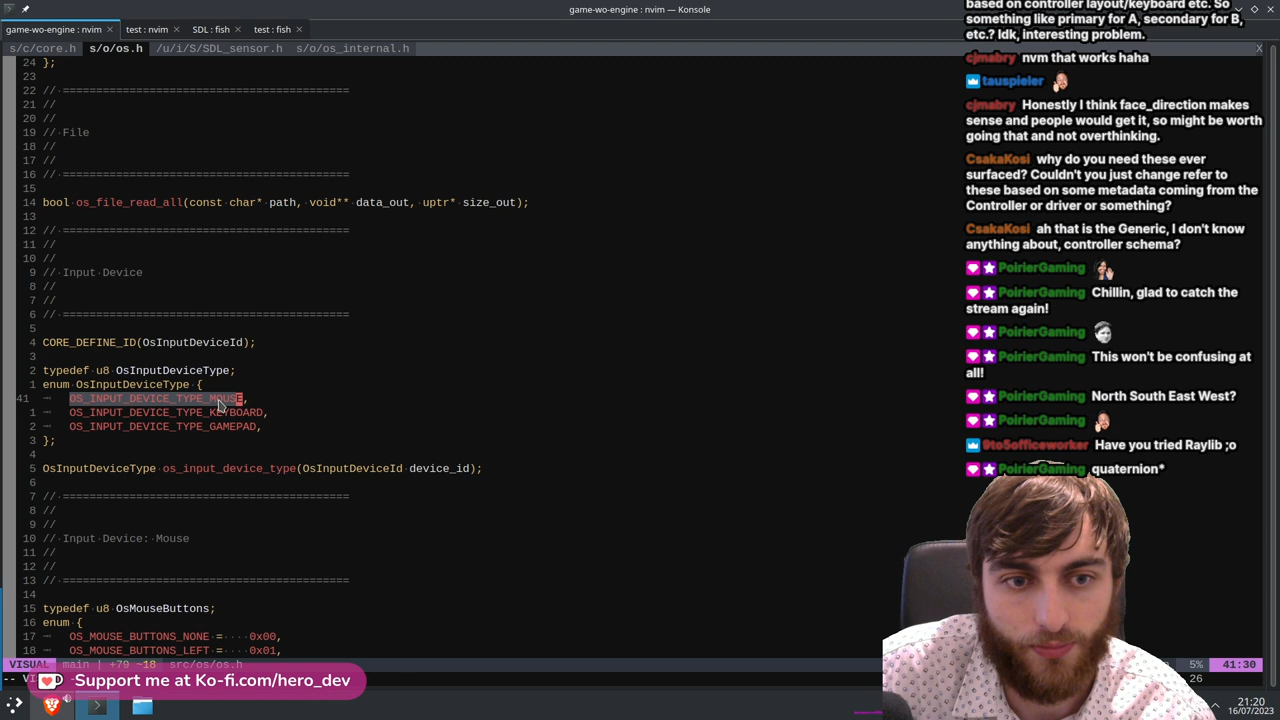 game-wo-engine : nvim — Konsole
game-wo-engine : nvim
test : nvim
SDL : fish
test : fish
s/c/core.h s/o/os.h /u/i/S/SDL_sensor.h s/o/os_internal.h X
24 };
23
22 // ===========================================
21 //
20 //
19 // File
18 //
17 //
16 // ===========================================
15
14 bool os_file_read_all(const char* path, void** data_out, uptr* size_out);
13
12 // ===========================================
11 //
10 //
9 // Input Device
8 //
7 //
6 // ===========================================
5
4 CORE_DEFINE_ID(OsInputDeviceId);
3
2 typedef u8 OsInputDeviceType;
1 enum OsInputDeviceType {
41 OS_INPUT_DEVICE_TYPE_MOUSE,
1 OS_INPUT_DEVICE_TYPE_KEYBOARD,
2 OS_INPUT_DEVICE_TYPE_GAMEPAD,
3 };
4
5 OsInputDeviceType os_input_device_type(OsInputDeviceId device_id);
6
7 // ===========================================
8 //
9 //
10 // Input Device: Mouse
11 //
12 //
13 // ===========================================
14
15 typedef u8 OsMouseButtons;
16 enum {
17 OS_MOUSE_BUTTONS_NONE = 0x00,
18 OS_MOUSE_BUTTONS_LEFT = 0x01,
VISUAL main | +79 ~18 src/os/os.h 5% 41:30
-- VI 26
Support me at Ko-fi.com/hero_dev
based on controller layout/keyboard etc. So
something like primary for A, secondary for B,
etc.? Idk, interesting problem.
cjmabry nvm that works haha
tauspieler
cjmabry Honestly I think face_direction makes
sense and people would get it, so might be worth
going that and not overthinking.
CsakaKosi why do you need these ever
surfaced? Couldn't you just change refer to
these based on some metadata coming from the
Controller or driver or something?
CsakaKosi ah that is the Generic, I don't know
anything about, controller schema?
PoirierGaming
PoirierGaming Chillin, glad to catch the
stream again!
PoirierGaming
PoirierGaming This won't be confusing at
all!
PoirierGaming North South East West?
PoirierGaming
9to5officeworker Have you tried Raylib ;o
PoirierGaming quaternion*
21:20
16/07/2023